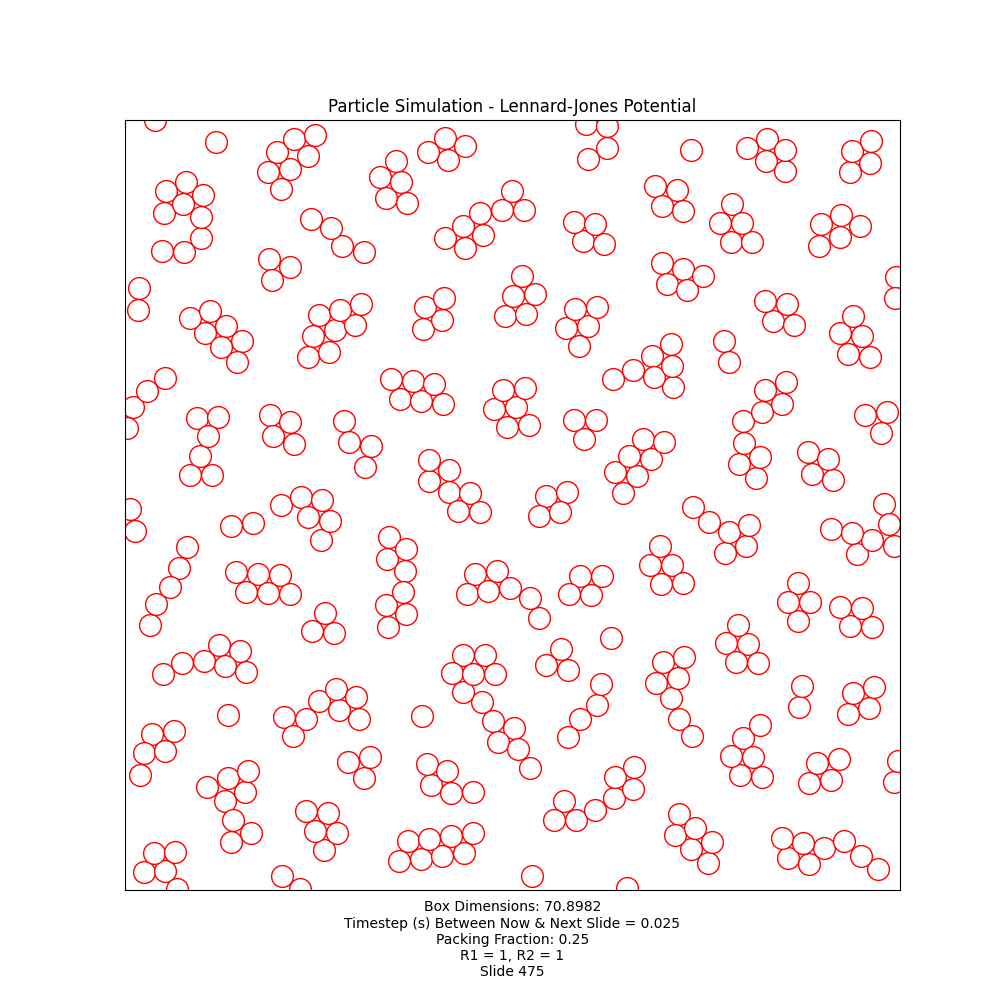 Particle Simulation - Lennard-Jones Potential
Box Dimensions: 70.8982
Timestep (s) Between Now & Next Slide = 0.025
Packing Fraction: 0.25
R1 = 1, R2 = 1
Slide 475